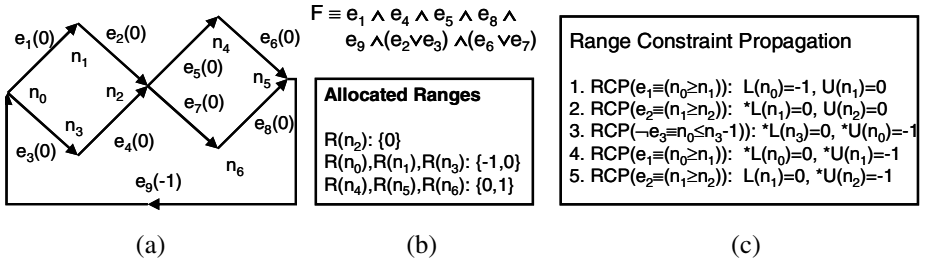 e₁(0)
e₂(0)
n₁
n₀
n₂
n₃
e₃(0)
e₄(0)
n₄
e₆(0)
e₅(0)
n₅
e₇(0)
e₈(0)
n₆
e₉(-1)
(a)
F ≡ e₁ ∧ e₄ ∧ e₅ ∧ e₈ ∧
e₉ ∧(e₂∨e₃) ∧(e₆ ∨e₇)
Allocated Ranges
R(n₂): {0}
R(n₀),R(n₁),R(n₃): {-1,0}
R(n₄),R(n₅),R(n₆): {0,1}
(b)
Range Constraint Propagation
1. RCP(e₁≡(n₀≥n₁)): L(n₀)=-1, U(n₁)=0
2. RCP(e₂≡(n₁≥n₂)): *L(n₁)=0, U(n₂)=0
3. RCP(¬e₃≡n₀≤n₃-1)): *L(n₃)=0, *U(n₀)=-1
4. RCP(e₁≡(n₀≥n₁)): *L(n₀)=0, *U(n₁)=-1
5. RCP(e₂≡(n₁≥n₂)): L(n₁)=0, *U(n₂)=-1
(c)